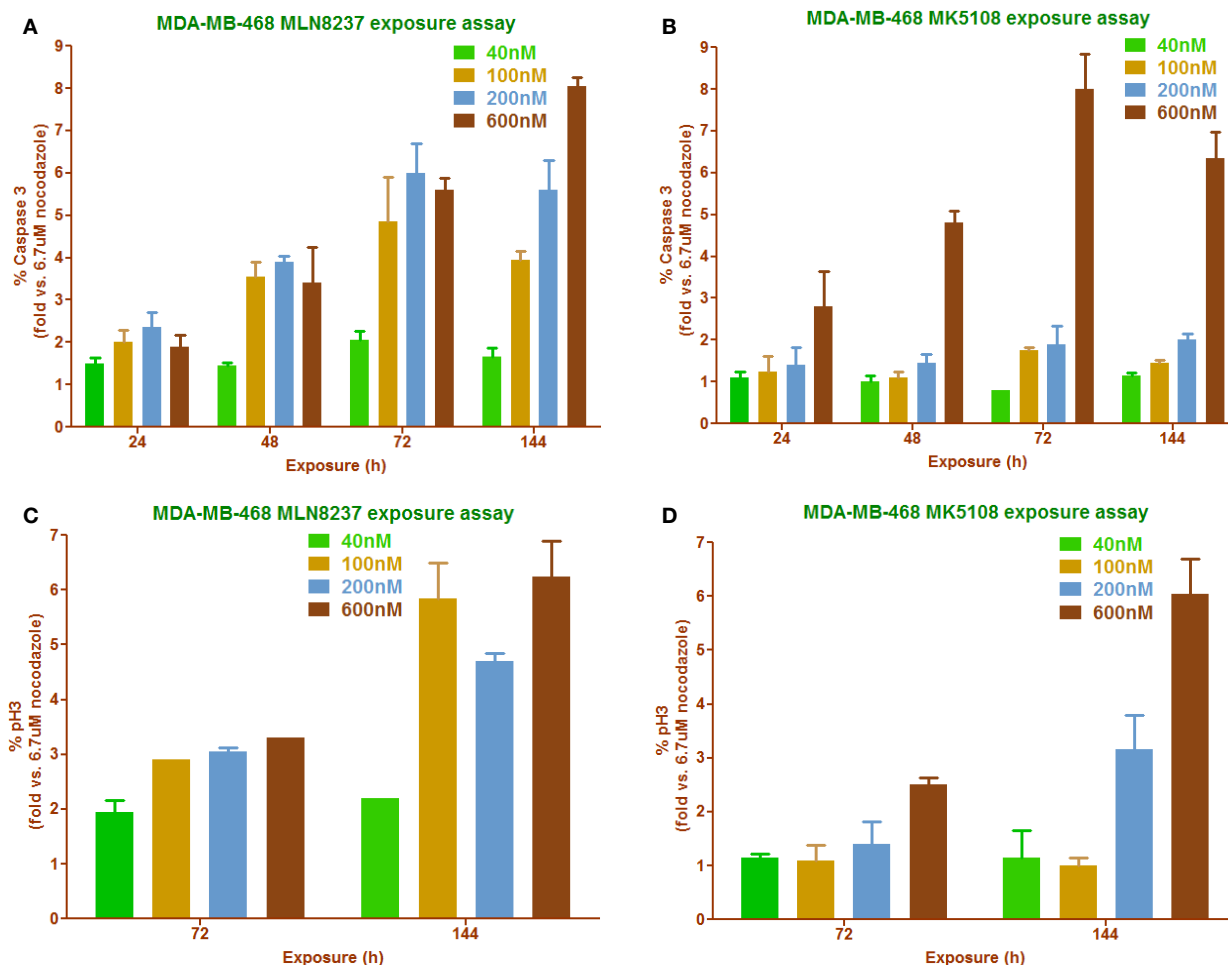 A
MDA-MB-468 MLN8237 exposure assay
40nM
100nM
200nM
600nM
% Caspase 3
(fold vs. 6.7uM nocodazole)
9
8
7
6
5
4
3
2
1
0
24 48 72 144
Exposure (h)
B
MDA-MB-468 MK5108 exposure assay
40nM
100nM
200nM
600nM
% Caspase 3
(fold vs. 6.7uM nocodazole)
9
8
7
6
5
4
3
2
1
0
24 48 72 144
Exposure (h)
C
MDA-MB-468 MLN8237 exposure assay
40nM
100nM
200nM
600nM
% pH3
(fold vs. 6.7uM nocodazole)
7
6
5
4
3
2
1
0
72 144
Exposure (h)
D
MDA-MB-468 MK5108 exposure assay
40nM
100nM
200nM
600nM
% pH3
(fold vs. 6.7uM nocodazole)
7
6
5
4
3
2
1
0
72 144
Exposure (h)